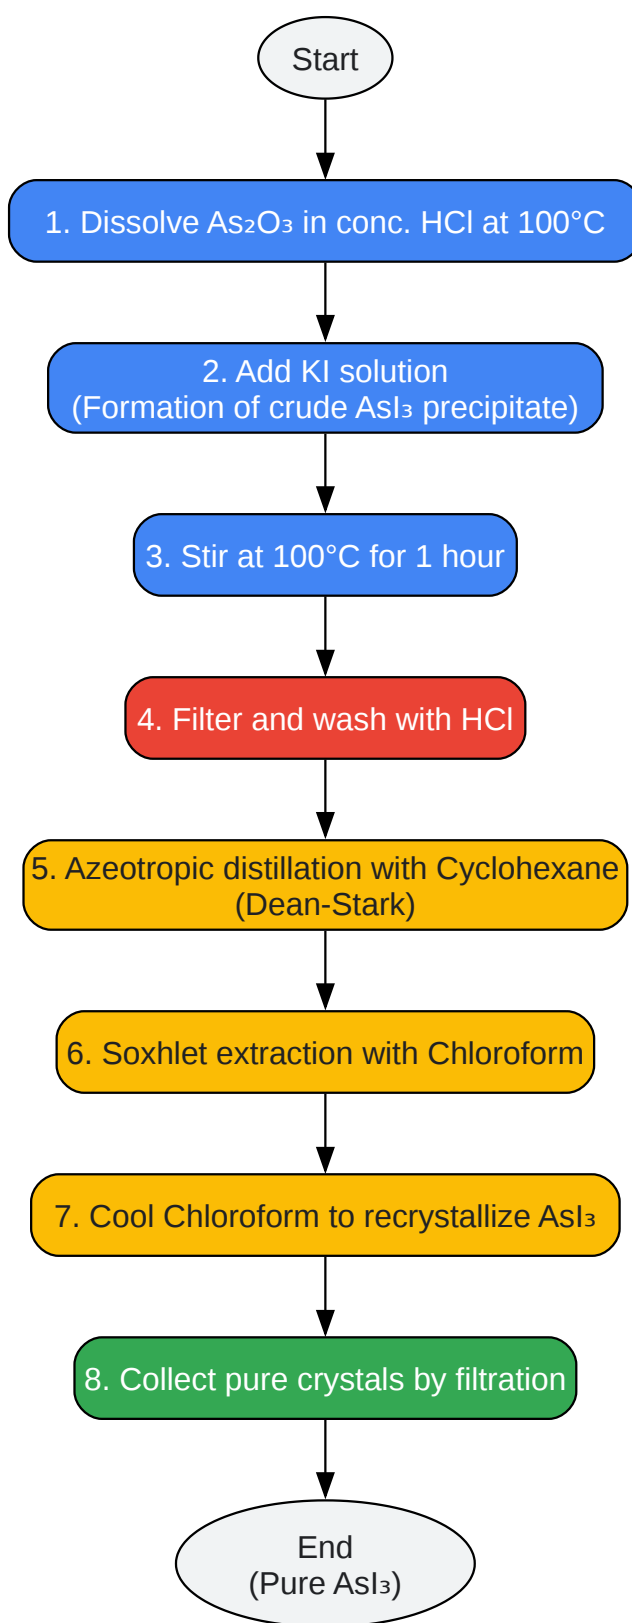 Start
1. Dissolve As₂O₃ in conc. HCl at 100°C
2. Add KI solution
(Formation of crude AsI₃ precipitate)
3. Stir at 100°C for 1 hour
4. Filter and wash with HCl
5. Azeotropic distillation with Cyclohexane
(Dean-Stark)
6. Soxhlet extraction with Chloroform
7. Cool Chloroform to recrystallize AsI₃
8. Collect pure crystals by filtration
End
(Pure AsI₃)